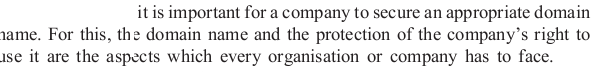 it is important for a company to secure an appropriate domain
name. For this, the domain name and the protection of the company's right to
use it are the aspects which every organisation or company has to face.